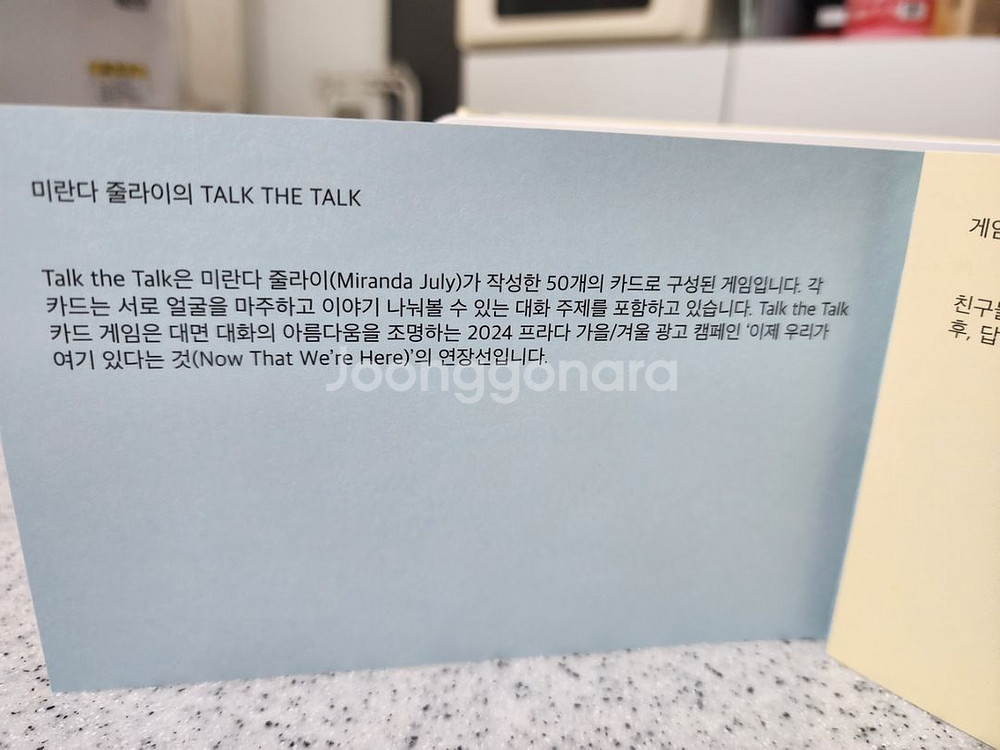 미란다 줄라이의 TALK THE TALK
Talk the Talk은 미란다 줄라이(Miranda July)가 작성한 50개의 카드로 구성된 게임입니다. 각
카드는 서로 얼굴을 마주하고 이야기 나눠볼 수 있는 대화 주제를 포함하고 있습니다. Talk the Talk
카드 게임은 대면 대화의 아름다움을 조명하는 2024 프라다 가을/겨울 광고 캠페인 ‘이제 우리가
여기 있다는 것(Now That We’re Here)’의 연장선입니다.
Joonggonara
친구들
후, 답